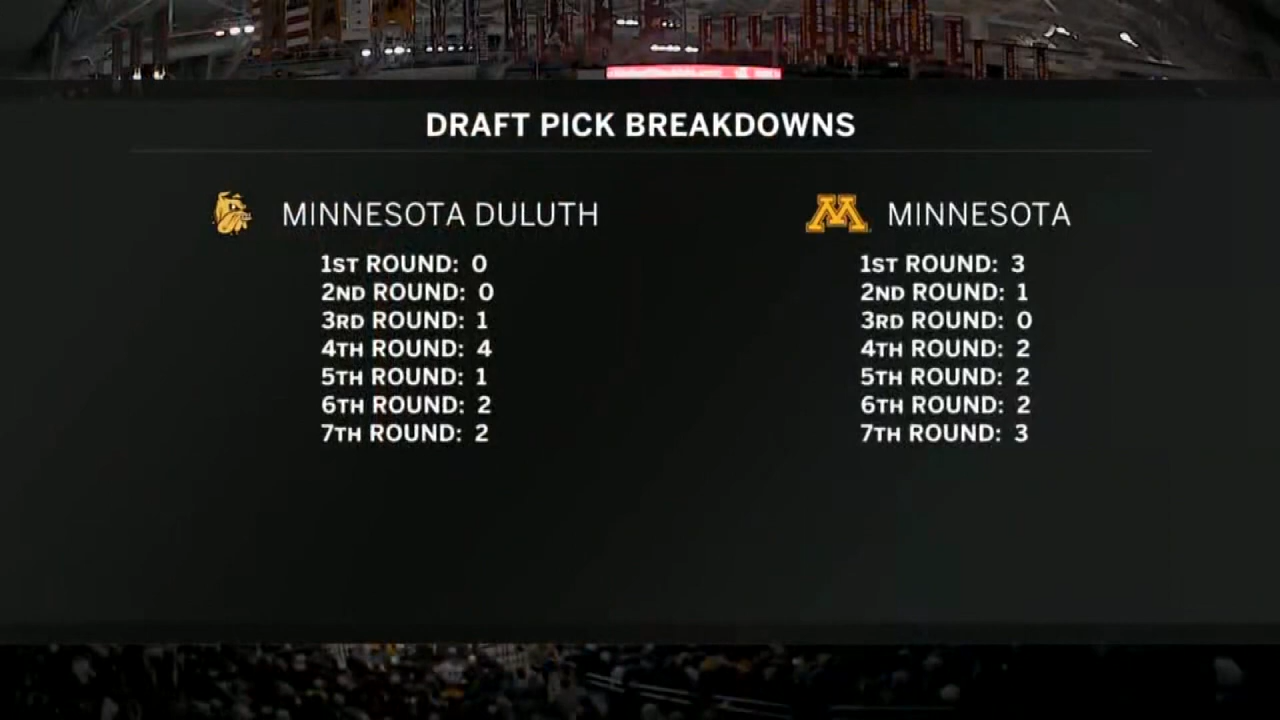 DRAFT PICK BREAKDOWNS
MINNESOTA DULUTH
1ST ROUND: 0
2ND ROUND: 0
3RD ROUND: 1
4TH ROUND: 4
5TH ROUND: 1
6TH ROUND: 2
7TH ROUND: 2
M MINNESOTA
1ST ROUND: 3
2ND ROUND: 1
3RD ROUND: 0
4TH ROUND: 2
5TH ROUND: 2
6TH ROUND: 2
7TH ROUND: 3